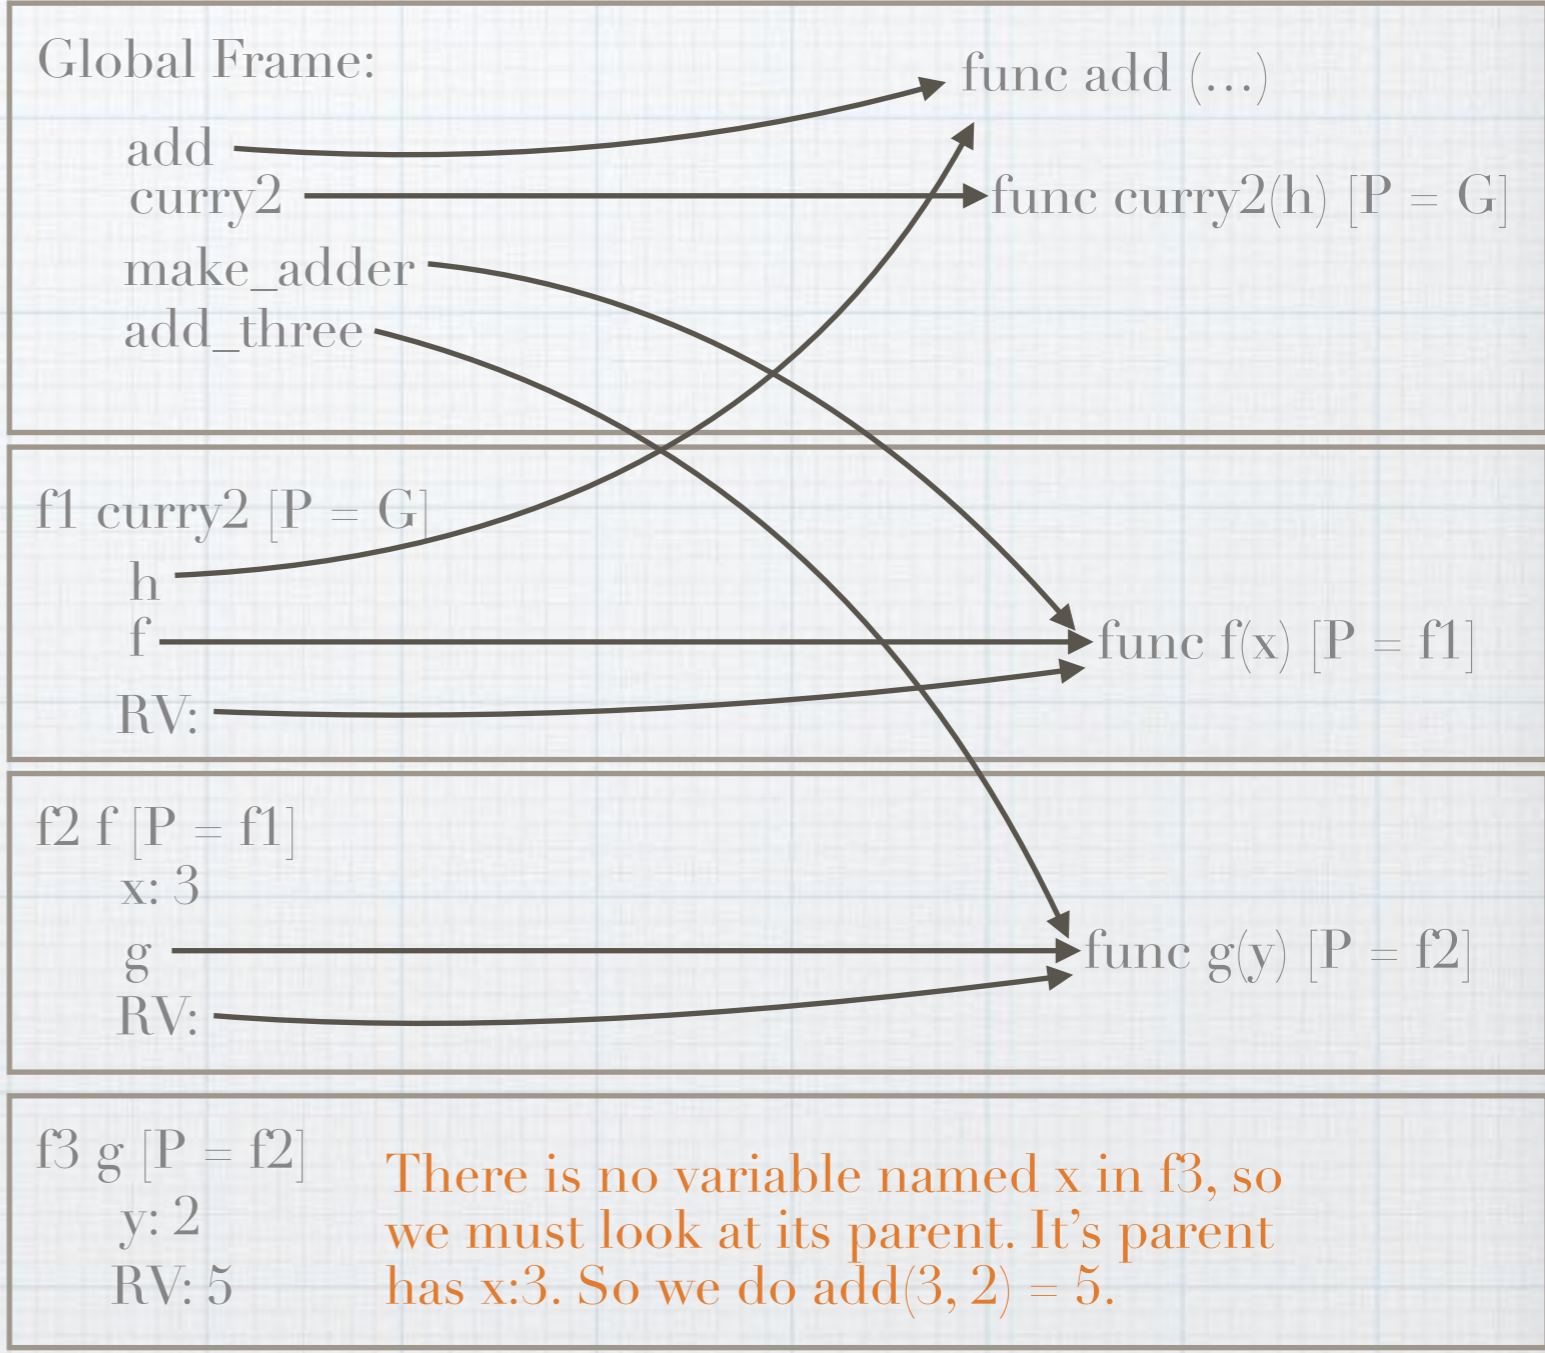 Global Frame:
func add (…)
add
curry2
func curry2(h) [P = G]
make_adder
add_three
f1 curry2 [P = G]
h
f
func f(x) [P = f1]
RV:
f2 f [P = f1]
x: 3
g
func g(y) [P = f2]
RV:
f3 g [P = f2]
y: 2
RV: 5
There is no variable named x in f3, so
we must look at its parent. It’s parent
has x:3. So we do add(3, 2) = 5.